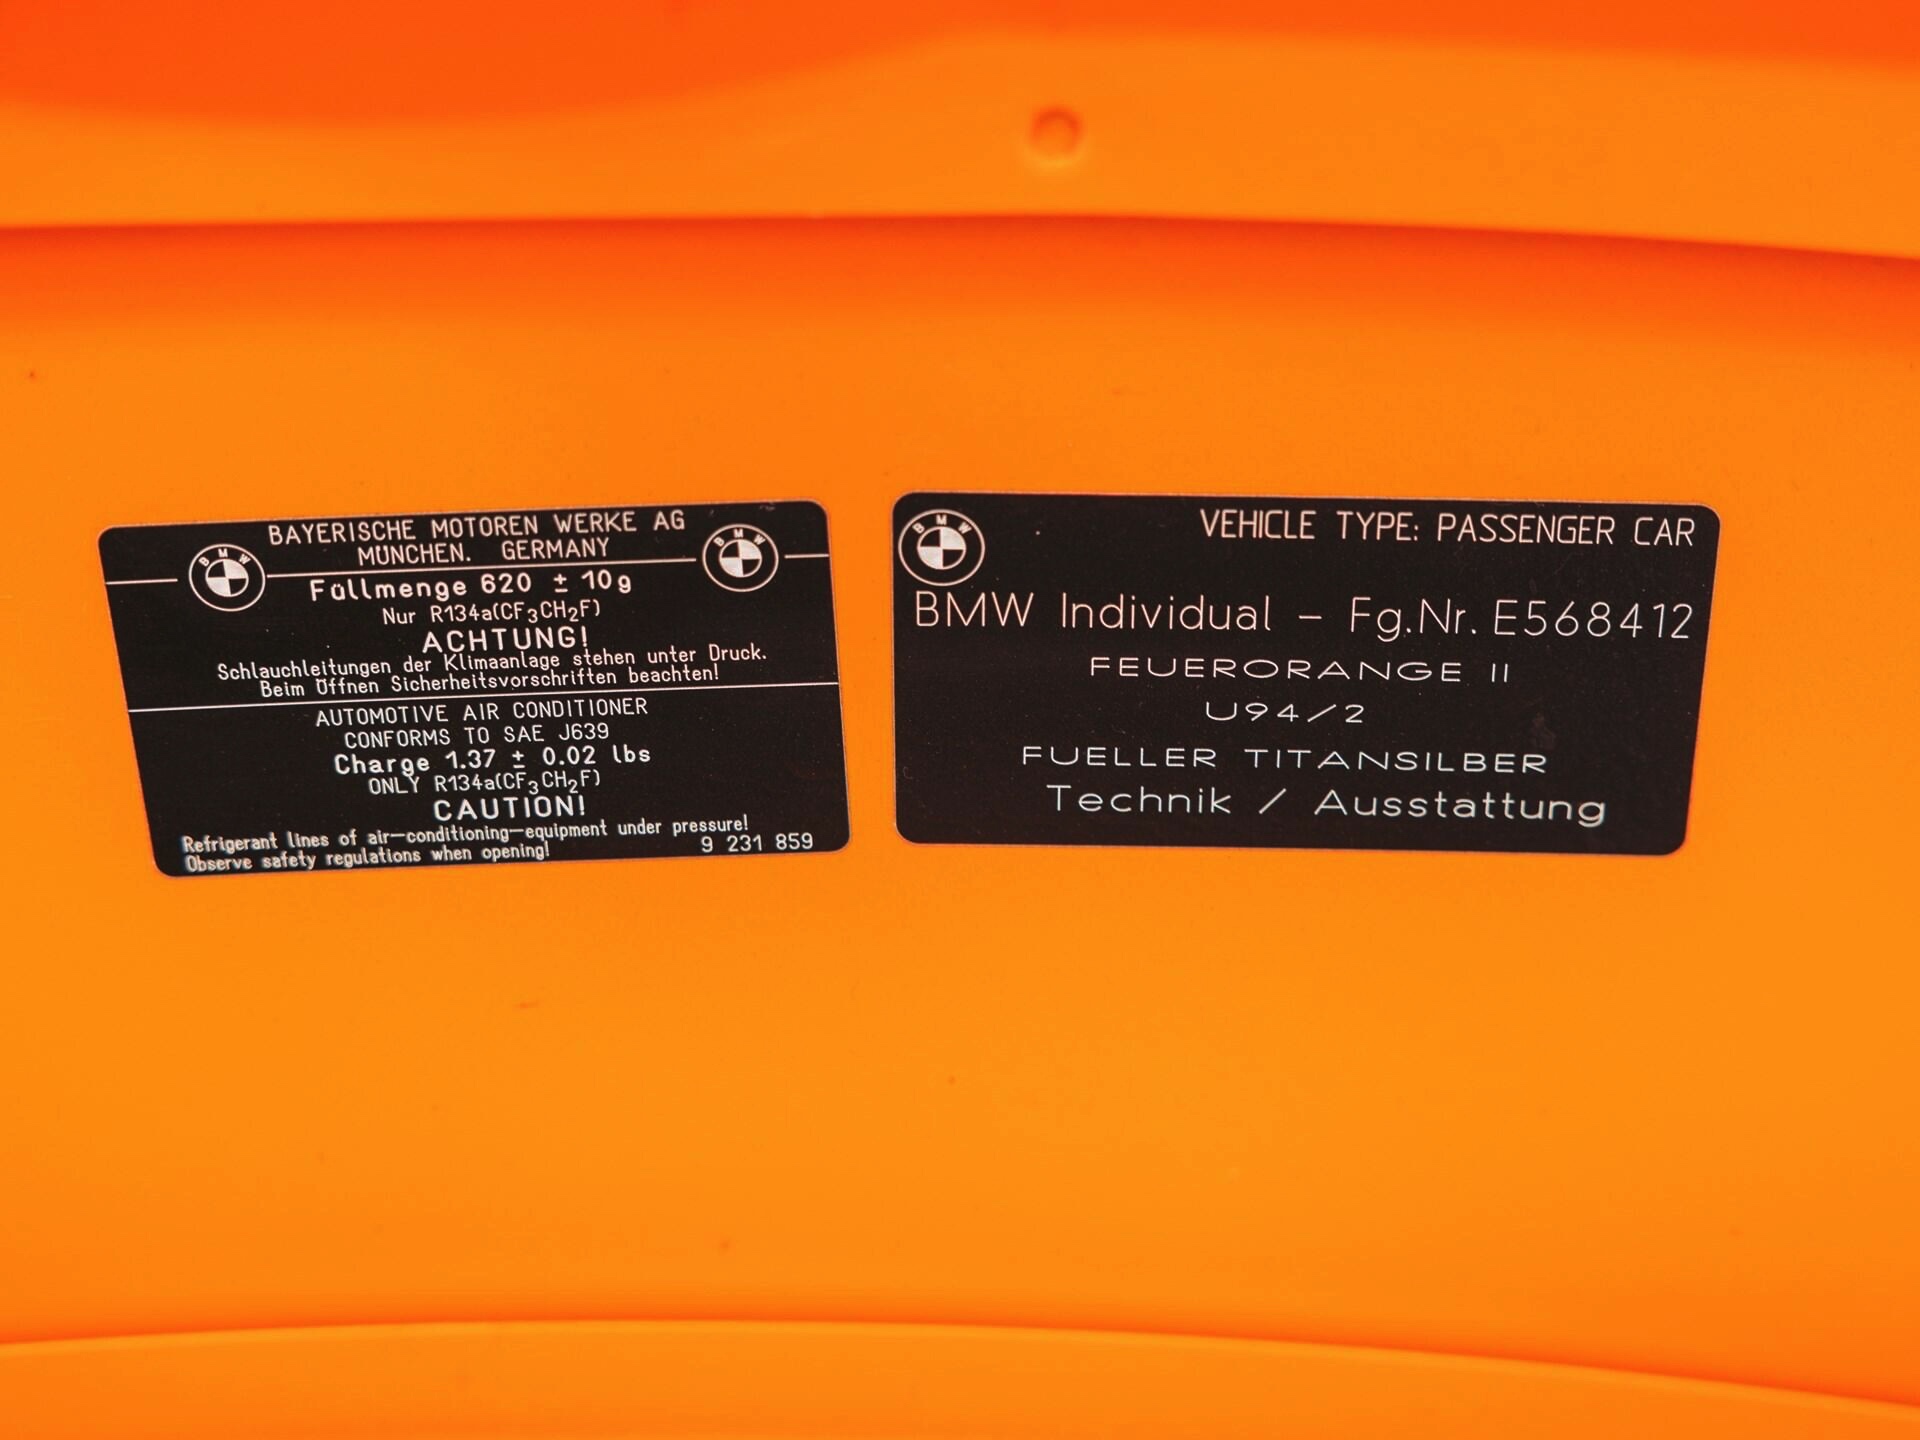 BAYERISCHE MOTOREN WERKE AG
MÜNCHEN. GERMANY
BMW
BMW
Füllmenge 620 ± 10g
Nur R134a(CF₃CH₂F)
ACHTUNG!
Schlauchleitungen der Klimaanlage stehen unter Druck.
Beim Öffnen Sicherheitsvorschriften beachten!
AUTOMOTIVE AIR CONDITIONER
CONFORMS TO SAE J639
Charge 1.37 ± 0.02 lbs
ONLY R134a(CF₃CH₂F)
CAUTION!
Refrigerant lines of air-conditioning-equipment under pressure!
Observe safety regulations when opening!
9 231 859
BMW
VEHICLE TYPE: PASSENGER CAR
BMW Individual - Fg.Nr. E568412
FEUERORANGE II
U94/2
FUELLER TITANSILBER
Technik / Ausstattung